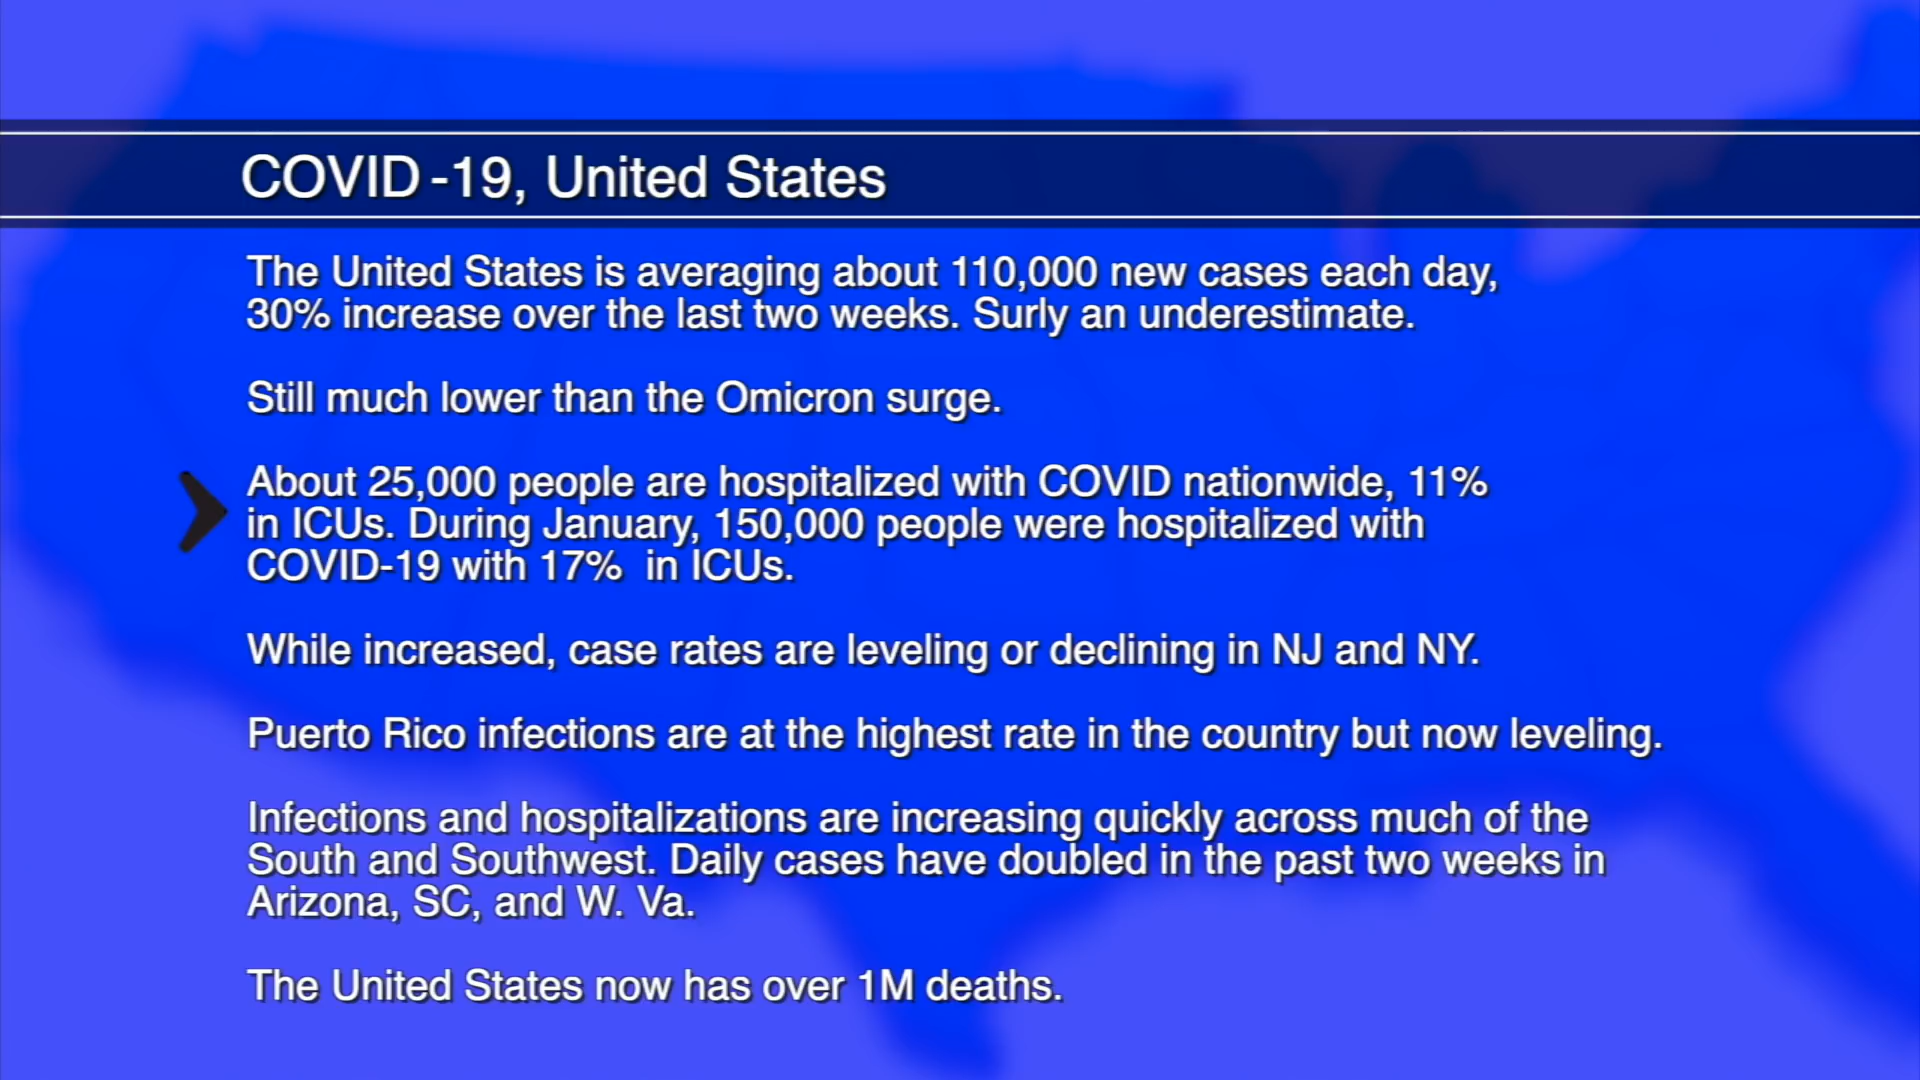 COVID-19, United States
The United States is averaging about 110,000 new cases each day,
30% increase over the last two weeks. Surly an underestimate.
Still much lower than the Omicron surge.
About 25,000 people are hospitalized with COVID nationwide, 11%
in ICUs. During January, 150,000 people were hospitalized with
COVID-19 with 17% in ICUs.
While increased, case rates are leveling or declining in NJ and NY.
Puerto Rico infections are at the highest rate in the country but now leveling.
Infections and hospitalizations are increasing quickly across much of the
South and Southwest. Daily cases have doubled in the past two weeks in
Arizona, SC, and W. Va.
The United States now has over 1M deaths.